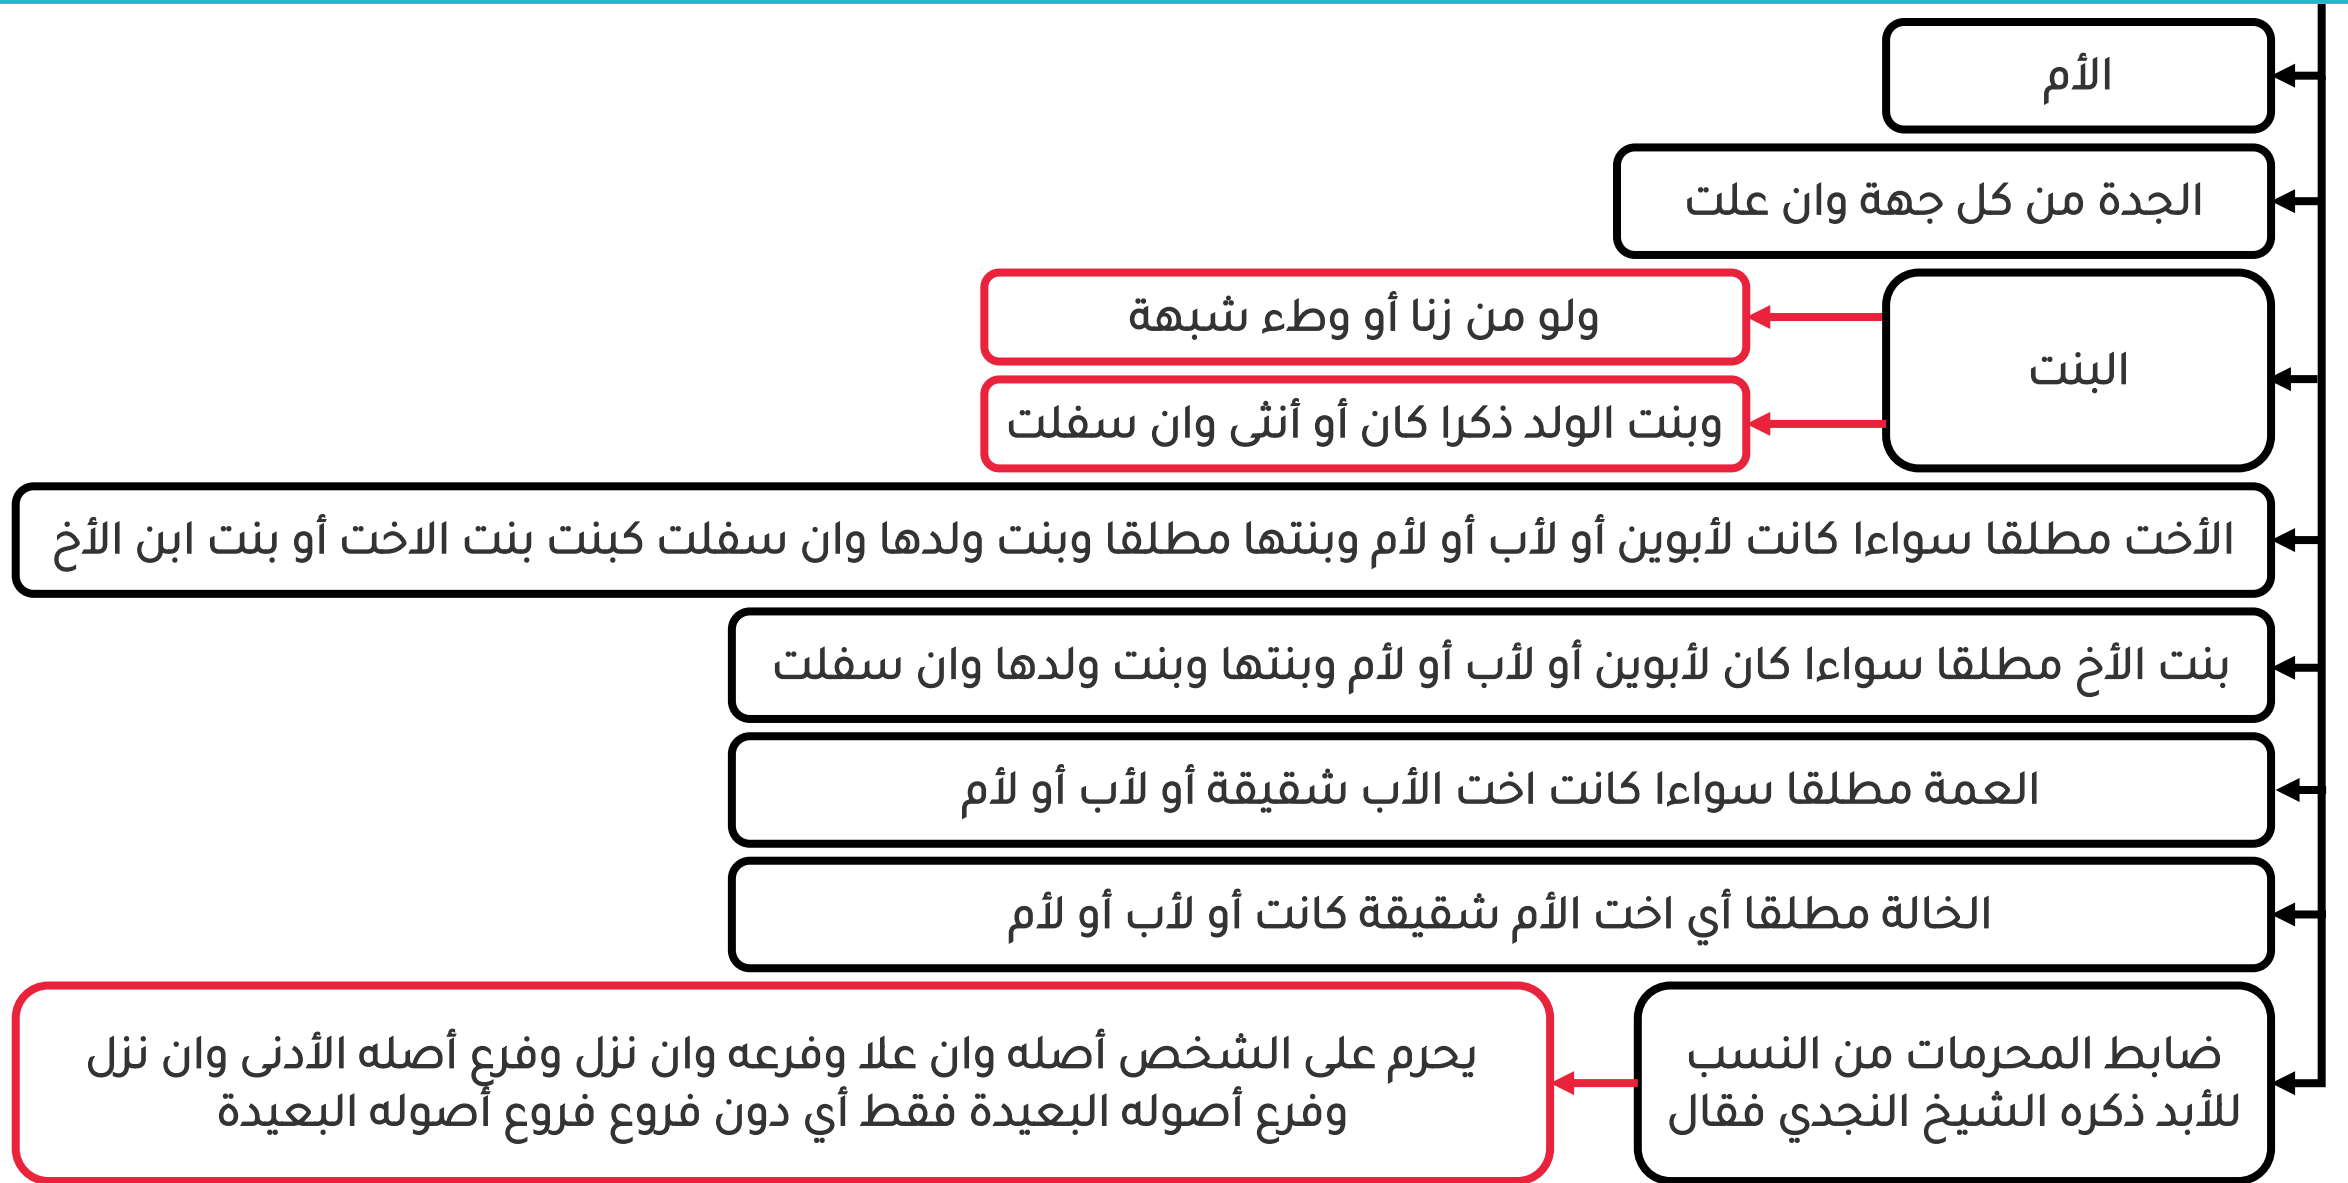 الأم
الجدة من كل جهة وان علت
البنت
ولو من زنا أو وطء شبهة
وبنت الولد ذكرا كان أو أنثى وان سفلت
الأخت مطلقا سواءا كانت لأبوين أو لأب أو لأم وبنتها مطلقا وبنت ولدها وان سفلت كبنت بنت الاخت أو بنت ابن الأخ
بنت الأخ مطلقا سواءا كان لأبوين أو لأب أو لأم وبنتها وبنت ولدها وان سفلت
العمة مطلقا سواءا كانت اخت الأب شقيقة أو لأب أو لأم
الخالة مطلقا أي اخت الأم شقيقة كانت أو لأب أو لأم
ضابط المحرمات من النسب
للأبد ذكره الشيخ النجدي فقال
يحرم على الشخص أصله وان علا وفرعه وان نزل وفرع أصله الأدنى وان نزل
وفرع أصوله البعيدة فقط أي دون فروع فروع أصوله البعيدة